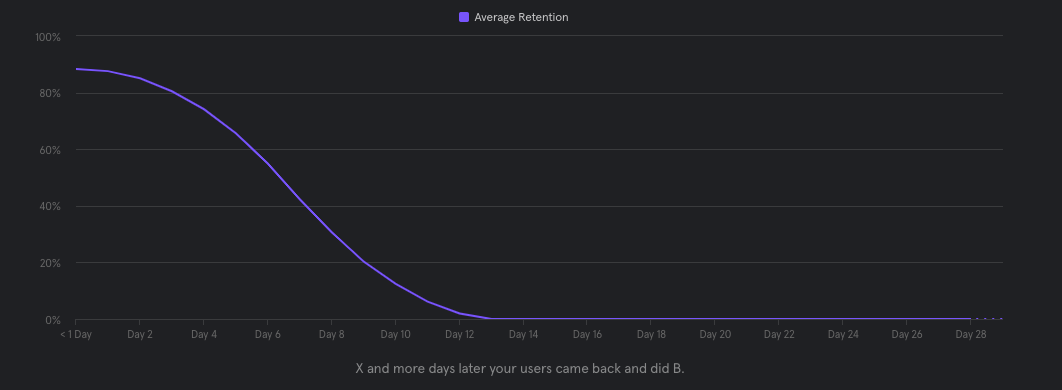 Average Retention
100%
80%
60%
40%
20%
0%
< 1 Day Day 2 Day 4 Day 6 Day 8 Day 10 Day 12 Day 14 Day 16 Day 18 Day 20 Day 22 Day 24 Day 26 Day 28
X and more days later your users came back and did B.